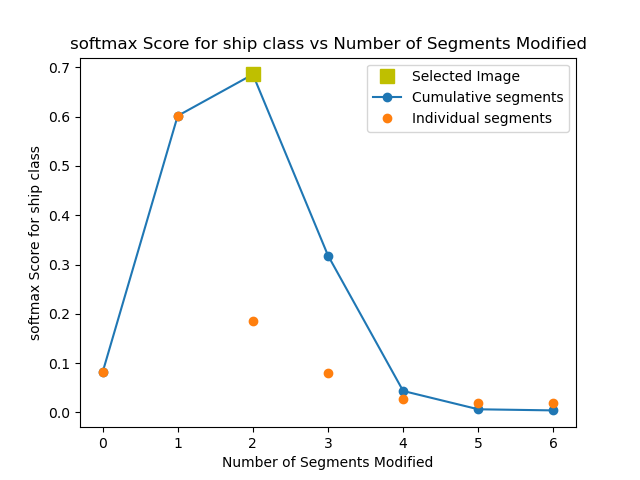 softmax Score for ship class vs Number of Segments Modified
0.7
0.6
0.5
0.4
0.3
0.2
0.1
0.0
softmax Score for ship class
Selected Image
Cumulative segments
Individual segments
0 1 2 3 4 5 6
Number of Segments Modified